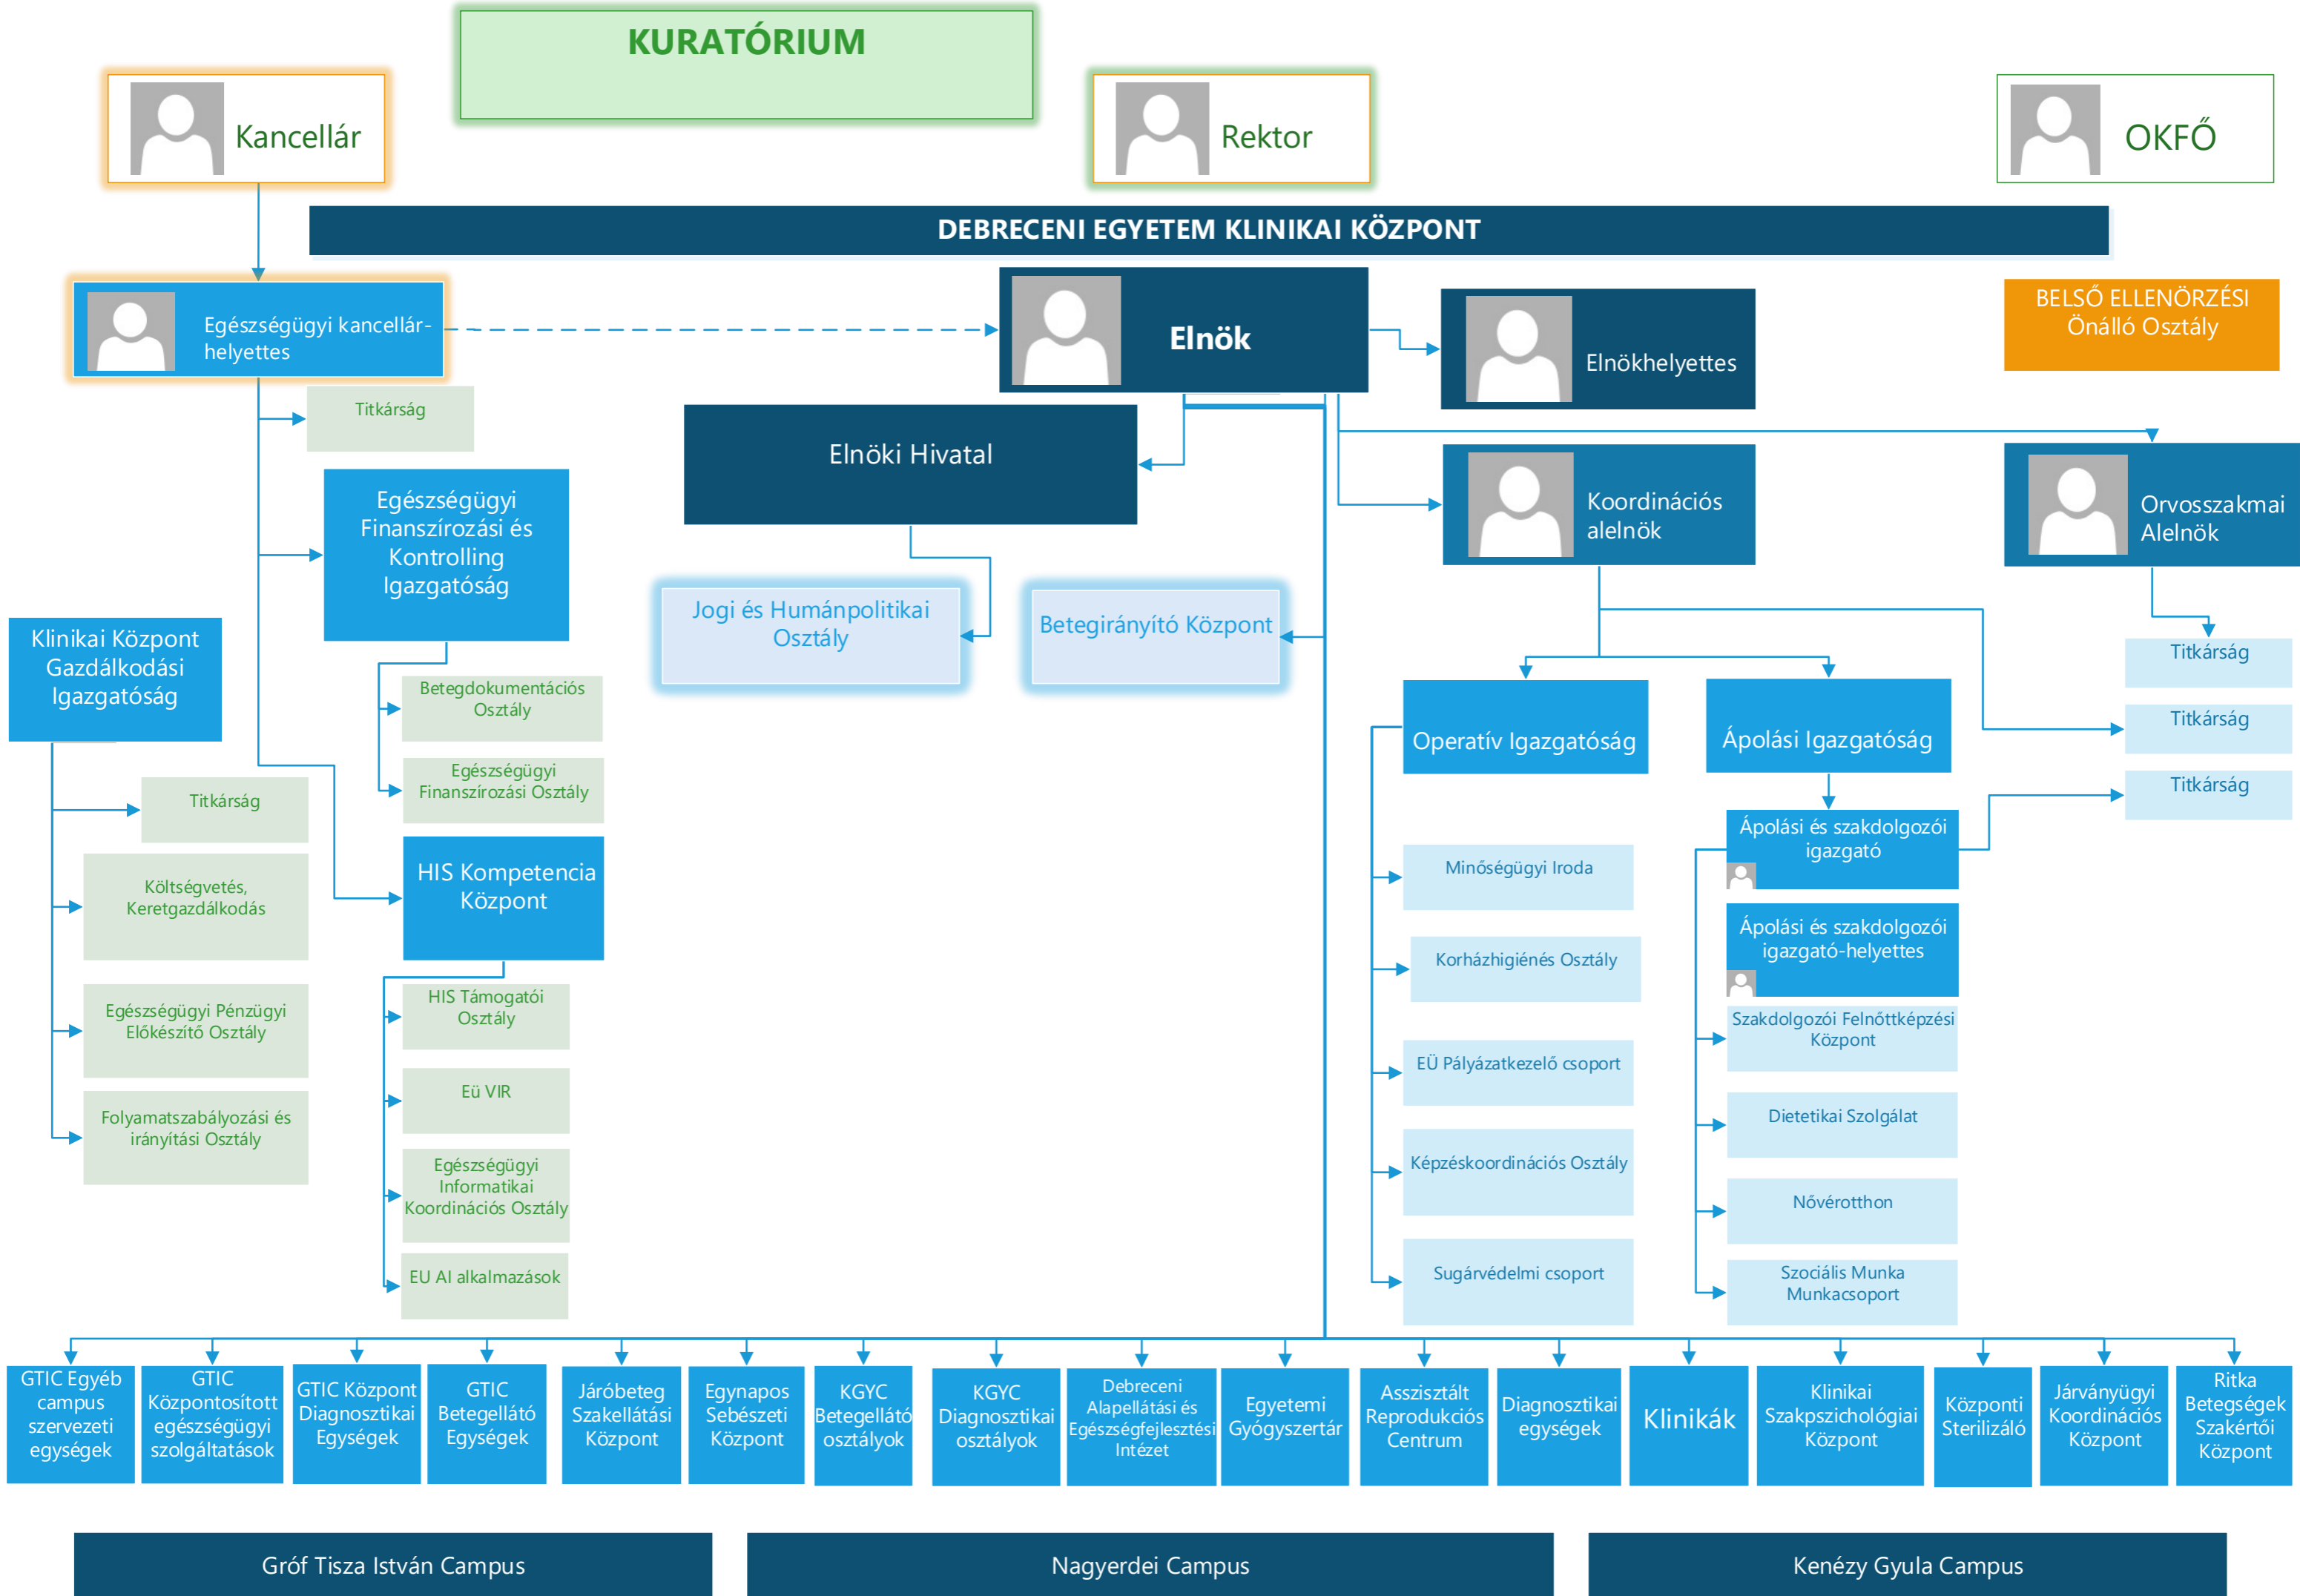 KURATÓRIUM
Kancellár
Rektor
OKFŐ
DEBRECENI EGYETEM KLINIKAI KÖZPONT
Egészségügyi kancellár-
helyettes
Elnök
Elnökhelyettes
BELSŐ ELLENÖRZÉSI
Önálló Osztály
Titkárság
Elnöki Hivatal
Koordinációs
alelnök
Orvosszakmai
Alelnök
Egészségügyi
Finanszírozási és
Kontrolling
Igazgatóság
Jogi és Humánpolitikai
Osztály
Betegirányító Központ
Klinikai Központ
Gazdálkodási
Igazgatóság
Titkárság
Titkárság
Titkárság
Betegdokumentációs
Osztály
Egészségügyi
Finanszírozási Osztály
Operatív Igazgatóság
Ápolási Igazgatóság
Titkárság
Költségvetés,
Keretgazdálkodás
Egészségügyi Pénzügyi
Előkészítő Osztály
Folyamatszabályozási és
irányítási Osztály
HIS Kompetencia
Központ
HIS Támogatói
Osztály
Eü VIR
Egészségügyi
Informatikai
Koordinációs Osztály
EU AI alkalmazások
Minőségügyi Iroda
Korházhigiénés Osztály
EÜ Pályázatkezelő csoport
Képzéskoordinációs Osztály
Sugárvédelmi csoport
Ápolási és szakdolgozói
igazgató
Ápolási és szakdolgozói
igazgató-helyettes
Szakdolgozói Felnőttképzési
Központ
Dietetikai Szolgálat
Nővérotthon
Szociális Munka
Munkacsoport
GTIC Egyéb
campus
szervezeti
egységek
GTIC
Központosított
egészségügyi
szolgáltatások
GTIC Központ
Diagnosztikai
Egységek
GTIC
Betegellátó
Egységek
Járóbeteg
Szakellátási
Központ
Egynapos
Sebészeti
Központ
KGYC
Betegellátó
osztályok
KGYC
Diagnosztikai
osztályok
Debreceni
Alapellátási és
Egészségfejlesztési
Intézet
Egyetemi
Gyógyszertár
Asszisztált
Reprodukciós
Centrum
Diagnosztikai
egységek
Klinikák
Klinikai
Szakpszichológiai
Központ
Központi
Sterilizáló
Járványügyi
Koordinációs
Központ
Ritka
Betegségek
Szakértői
Központ
Gróf Tisza István Campus
Nagyerdei Campus
Kenézy Gyula Campus